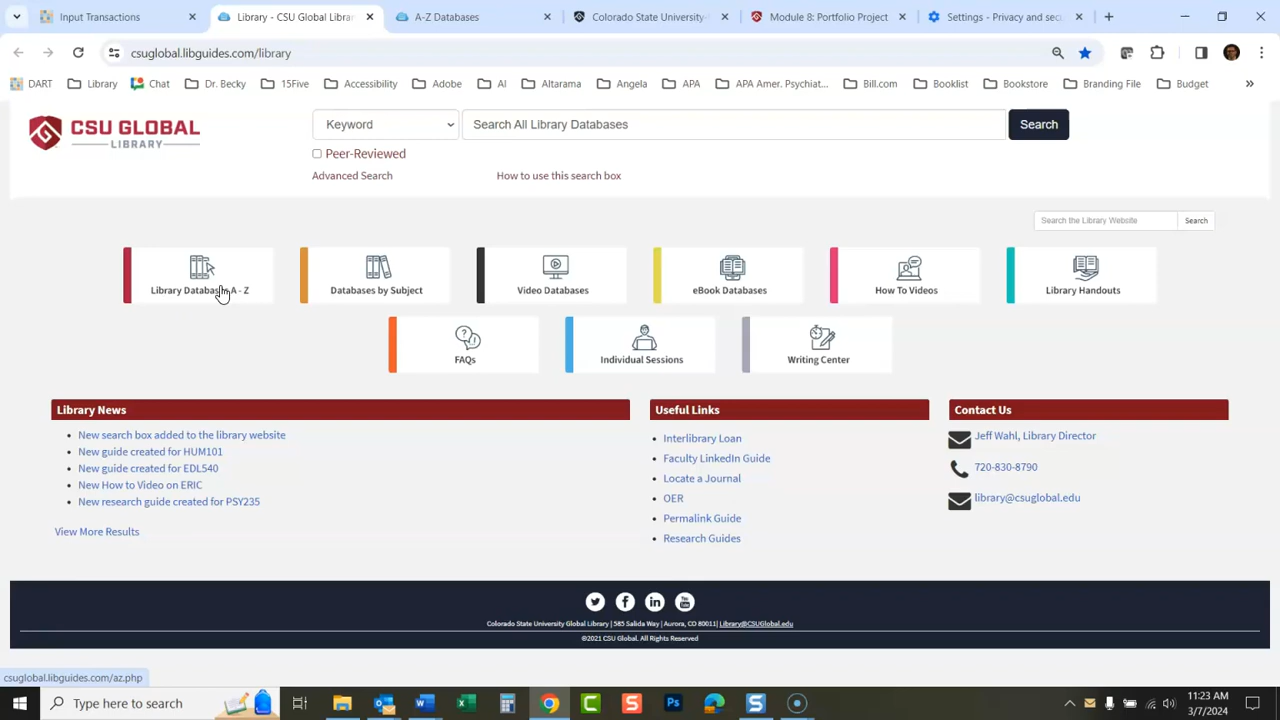 Input Transactions
Library - CSU Global Library
A-Z Databases
Colorado State University-
Module 8: Portfolio Project
Settings - Privacy and sec
csuglobal.libguides.com/library
DART
Library
Chat
Dr. Becky
15Five
Accessibility
Adobe
AI
Altarama
Angela
APA
APA Amer. Psychiat...
Bill.com
Booklist
Bookstore
Branding File
Budget
»
CSU GLOBAL
LIBRARY
Keyword
Search All Library Databases
Search
Peer-Reviewed
Advanced Search
How to use this search box
Search the Library Website
Search
Library Databases A - Z
Databases by Subject
Video Databases
eBook Databases
How To Videos
Library Handouts
FAQs
Individual Sessions
Writing Center
Library News
New search box added to the library website
New guide created for HUM101
New guide created for EDL540
New How to Video on ERIC
New research guide created for PSY235
View More Results
Useful Links
Interlibrary Loan
Faculty LinkedIn Guide
Locate a Journal
OER
Permalink Guide
Research Guides
Contact Us
Jeff Wahl, Library Director
720-830-8790
library@csuglobal.edu
Colorado State University Global Library | 585 Salida Way | Aurora, CO 80011| Library@CSUGlobal.edu
©2021 CSU Global. All Rights Reserved
csuglobal.libguides.com/az.php
Type here to search
11:23 AM
3/7/2024